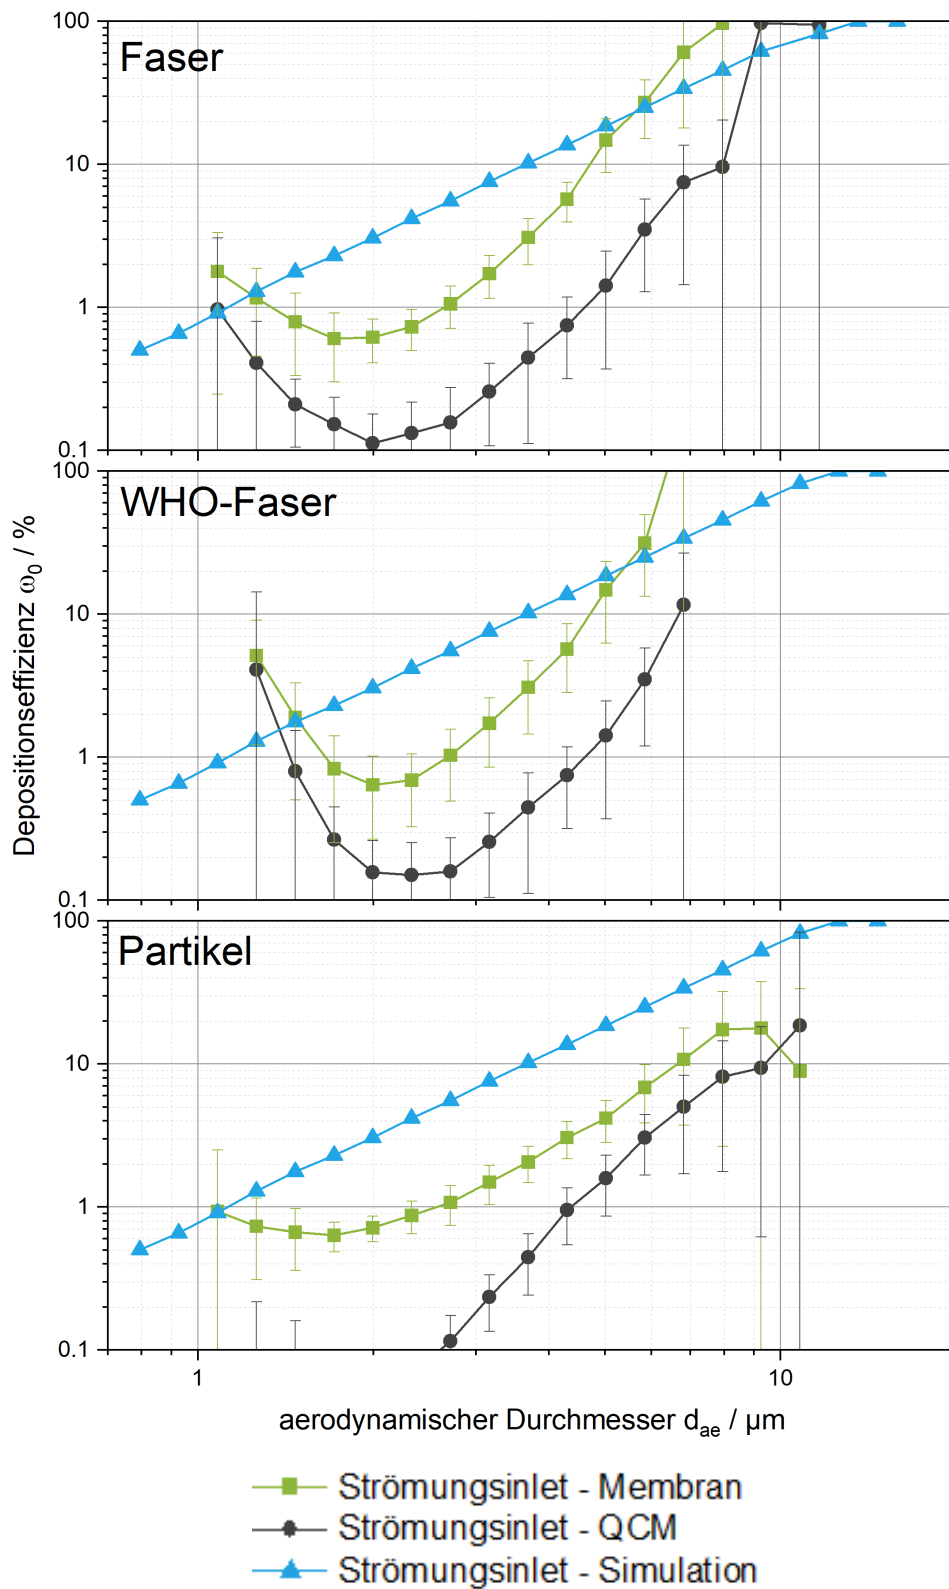 100
Faser
10
1
0.1
100
WHO-Faser
10
1
0.1
100
Partikel
10
1
0.1
Depositionseffizienz ω0 / %
1
10
aerodynamischer Durchmesser dae / µm
Strömungsinlet - Membran
Strömungsinlet - QCM
Strömungsinlet - Simulation